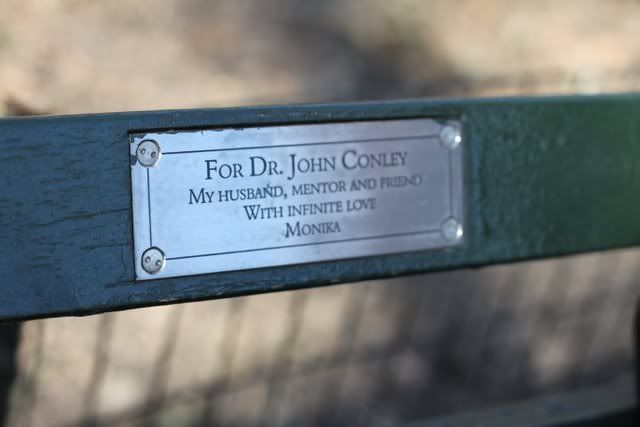 For Dr. John Conley
My husband, mentor and friend
With infinite love
Monika